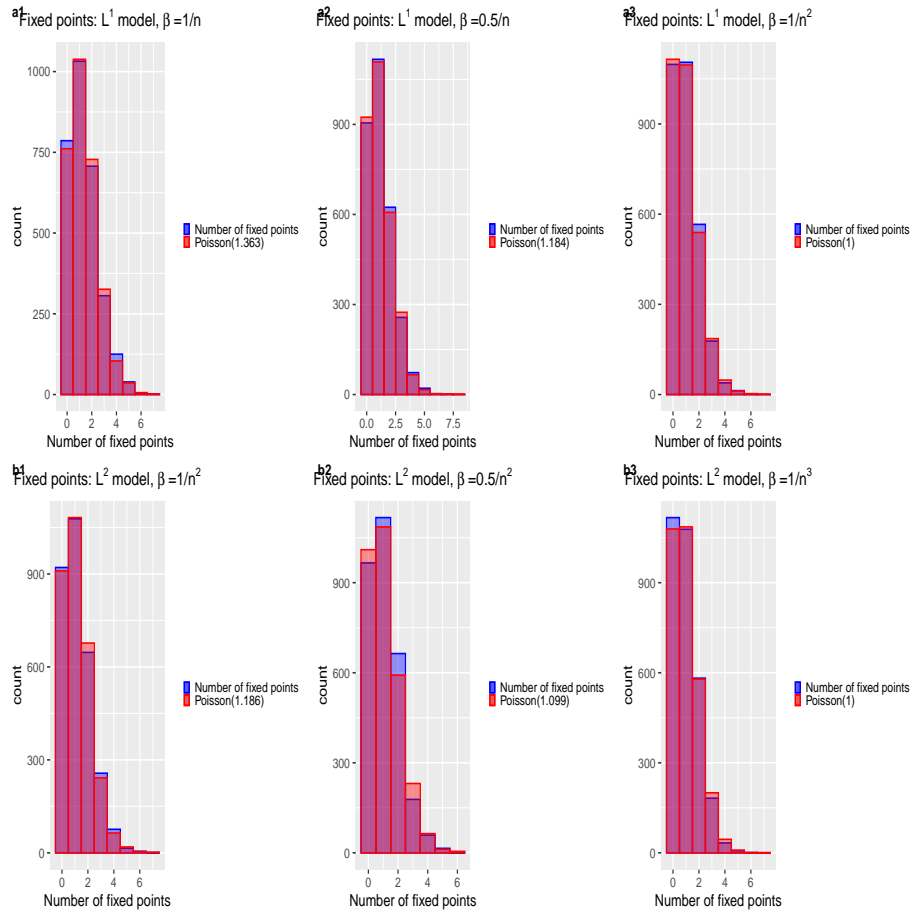 a1 Fixed points: L¹ model, β =1/n
1000
750
500
250
0
count
0 2 4 6
Number of fixed points
Number of fixed points
Poisson(1.363)
a2 Fixed points: L¹ model, β =0.5/n
900
600
300
0
count
0.0 2.5 5.0 7.5
Number of fixed points
Number of fixed points
Poisson(1.184)
a3 Fixed points: L¹ model, β =1/n²
900
600
300
0
count
0 2 4 6
Number of fixed points
Number of fixed points
Poisson(1)
b1 Fixed points: L² model, β =1/n²
900
600
300
0
count
0 2 4 6
Number of fixed points
Number of fixed points
Poisson(1.186)
b2 Fixed points: L² model, β =0.5/n²
900
600
300
0
count
0 2 4 6
Number of fixed points
Number of fixed points
Poisson(1.099)
b3 Fixed points: L² model, β =1/n³
900
600
300
0
count
0 2 4 6
Number of fixed points
Number of fixed points
Poisson(1)